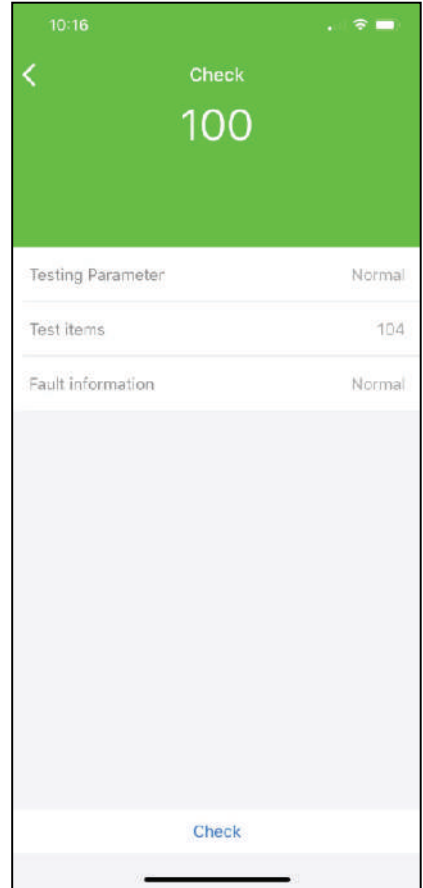 10:16
Check
100
Testing Parameter Normal
Test items 104
Fault information Normal
Check